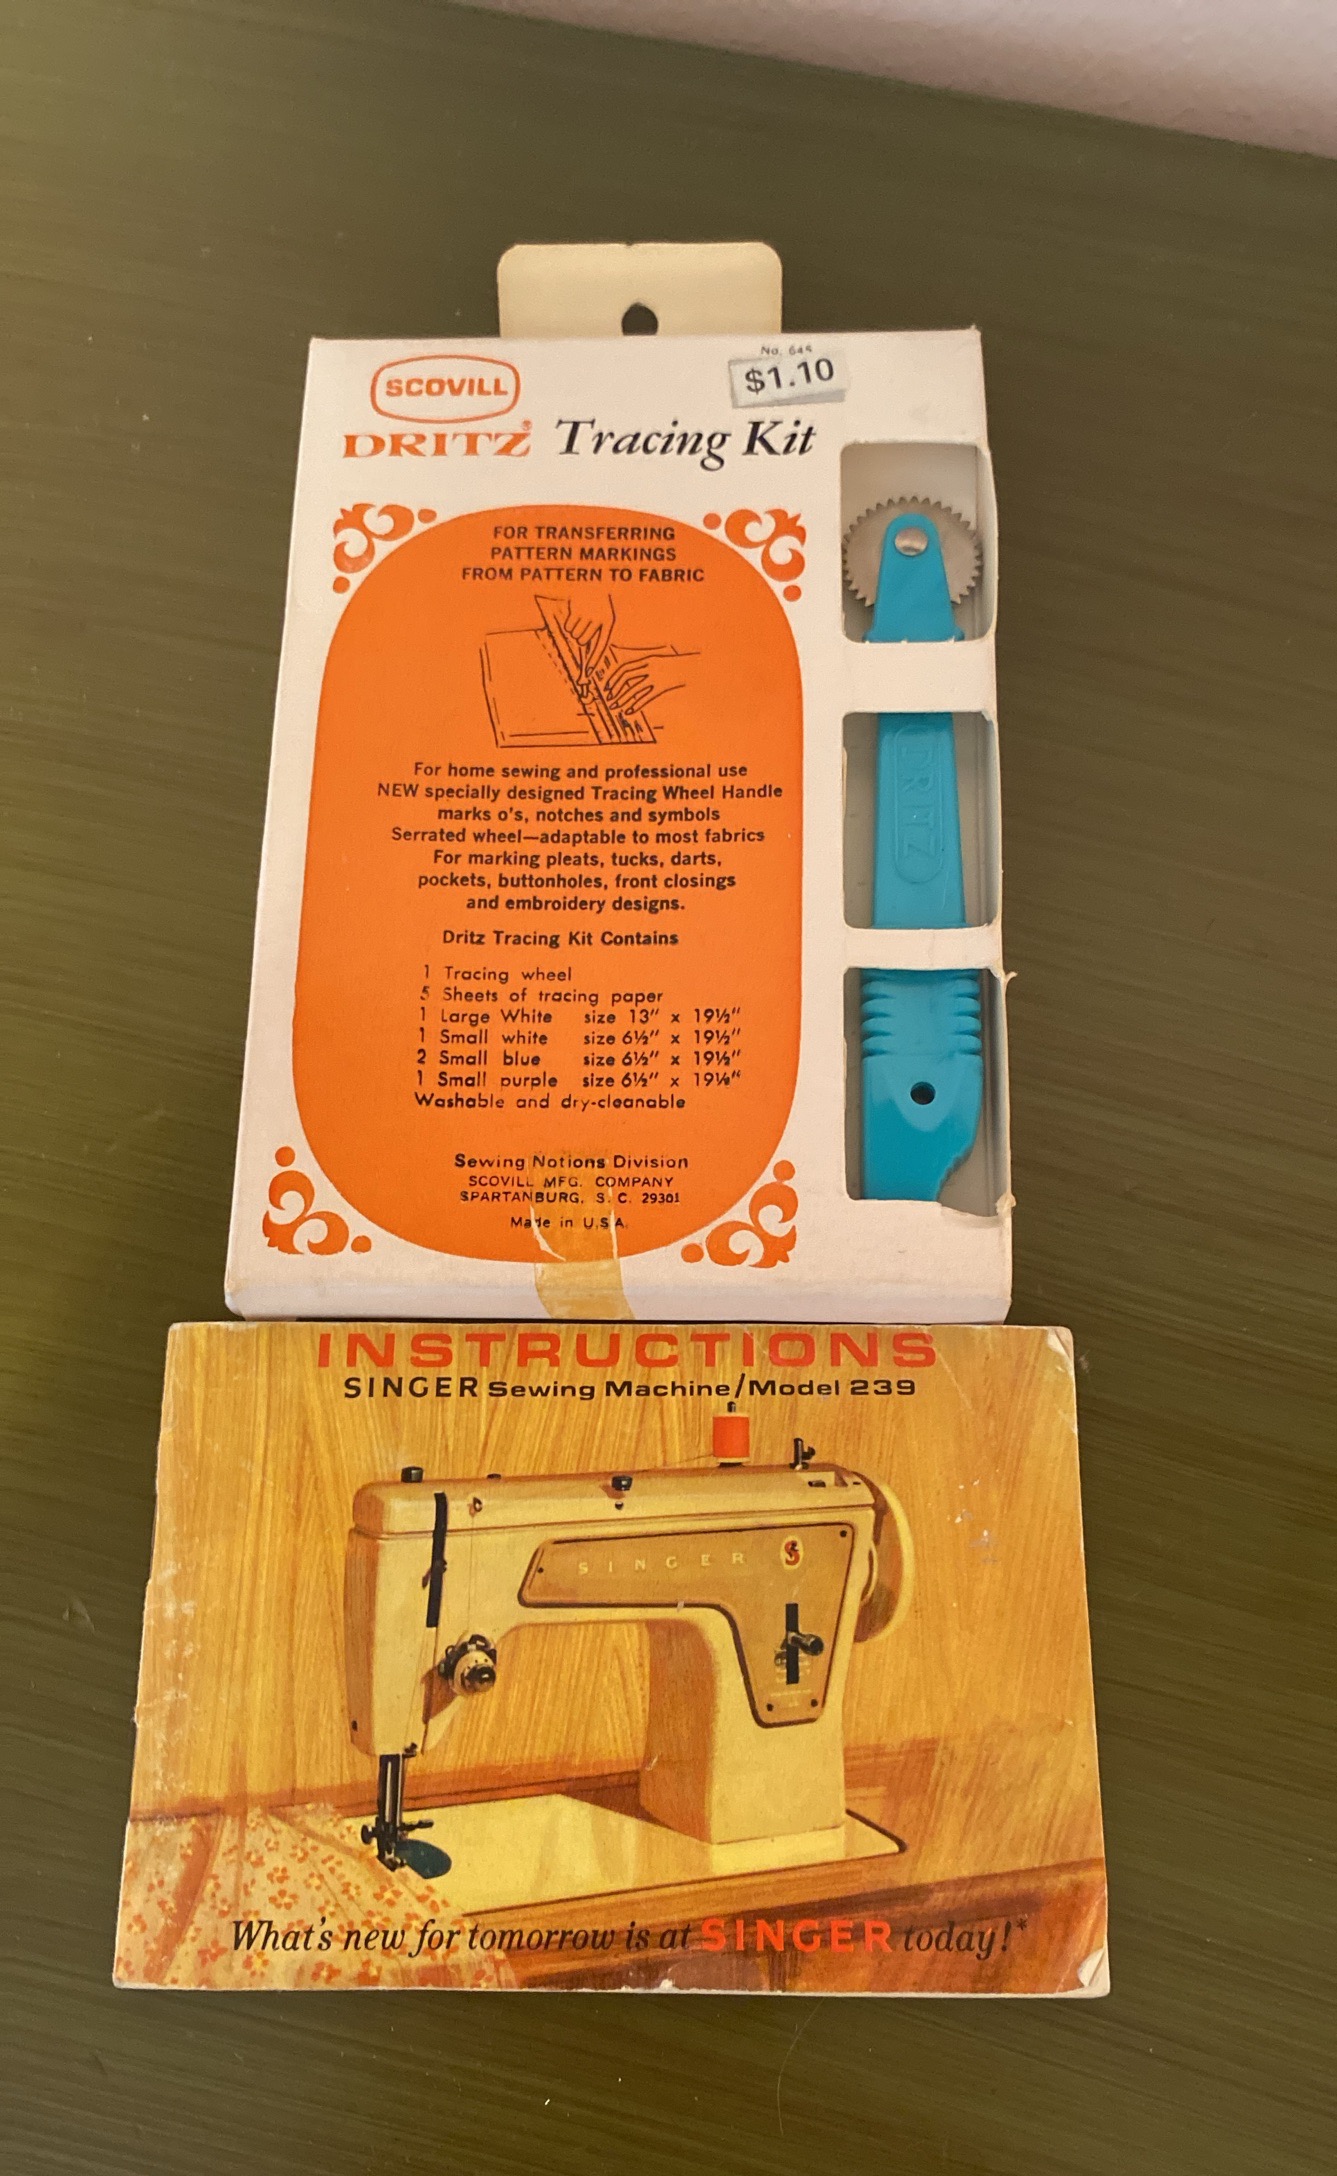 No. 645
$1.10
SCOVILL
DRITZ® Tracing Kit
FOR TRANSFERRING
PATTERN MARKINGS
FROM PATTERN TO FABRIC
For home sewing and professional use
NEW specially designed Tracing Wheel Handle
marks o's, notches and symbols
Serrated wheel—adaptable to most fabrics
For marking pleats, tucks, darts,
pockets, buttonholes, front closings
and embroidery designs.
Dritz Tracing Kit Contains
1 Tracing wheel
5 Sheets of tracing paper
1 Large White size 13" x 19½"
1 Small white size 6½" x 19½"
2 Small blue size 6½" x 19½"
1 Small purple size 6½" x 19½"
Washable and dry-cleanable
Sewing Notions Division
SCOVILL MFG. COMPANY
SPARTANBURG, S. C. 29301
Made in U.S.A.
DRITZ
INSTRUCTIONS
SINGER Sewing Machine/Model 239
SINGER S
What's new for tomorrow is at SINGER today!*